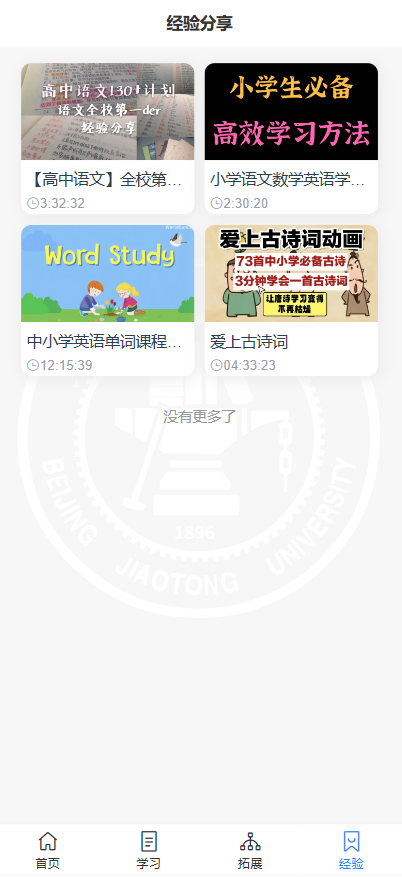 经验分享
高中语文130+计划
语文全校第一der
经验分享
小学生必备
高效学习方法
【高中语文】全校第...
3:32:32
小学语文数学英语学...
2:30:20
Word Study
爱上古诗词动画
73首中小学必备古诗
3分钟学会一首古诗词
让唐诗学习变得
不再枯燥
中小学英语单词课程...
12:15:39
爱上古诗词
04:33:23
没有更多了
1896
BEIJING JIAOTONG UNIVERSITY
首页
学习
拓展
经验